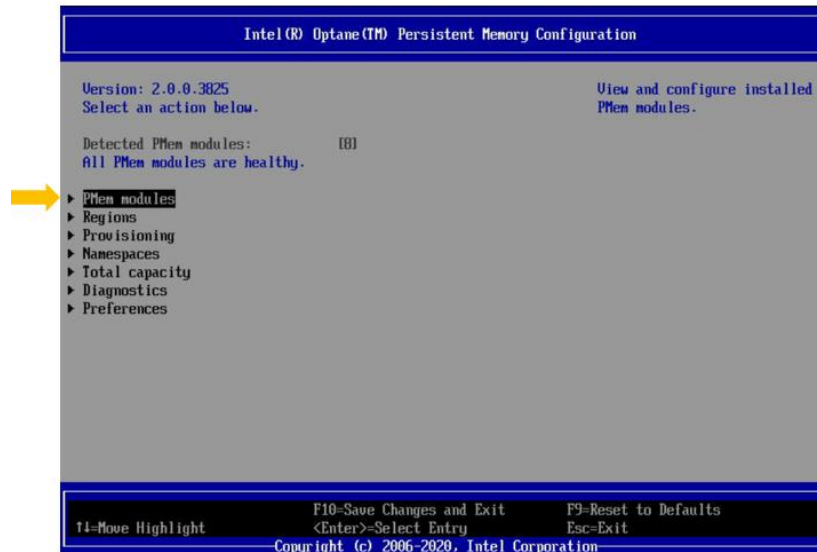 Intel(R) Optane(TM) Persistent Memory Configuration
Version: 2.0.0.3825
Select an action below.
View and configure installed
PMem modules.
Detected PMem modules: [8]
All PMem modules are healthy.
PMem modules
Regions
Provisioning
Namespaces
Total capacity
Diagnostics
Preferences
F10=Save Changes and Exit F9=Reset to Defaults
↑↓=Move Highlight <Enter>=Select Entry Esc=Exit
Copyright (c) 2006-2020, Intel Corporation